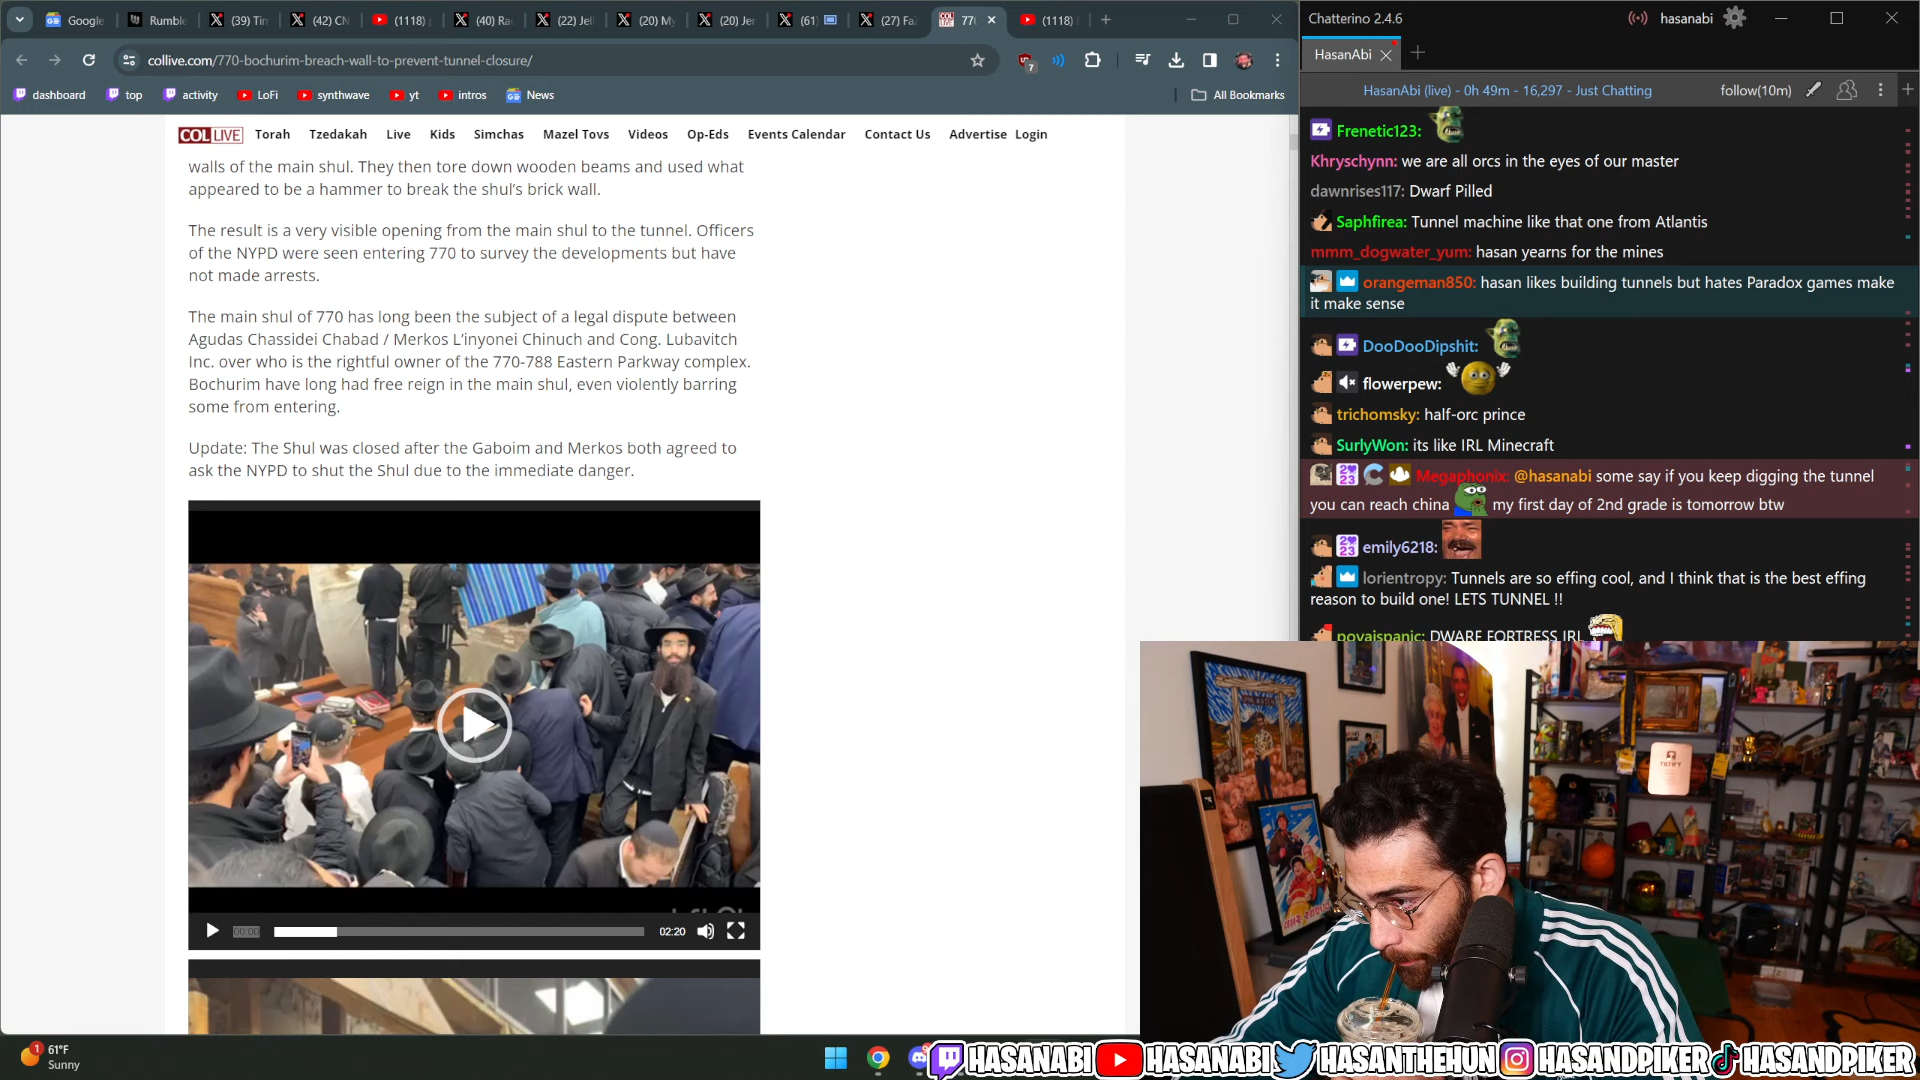 Google
Rumble
(39) Tin
(42) CN
(1118)
(40) Rac
(22) Jell
(20) My
(20) Jer
(61)
(27) Faz
77
(1118)
collive.com/770-bochurim-breach-wall-to-prevent-tunnel-closure/
7
dashboard
top
activity
LoFi
synthwave
yt
intros
News
All Bookmarks
COL LIVE
Torah
Tzedakah
Live
Kids
Simchas
Mazel Tovs
Videos
Op-Eds
Events Calendar
Contact Us
Advertise
Login
walls of the main shul. They then tore down wooden beams and used what
appeared to be a hammer to break the shul's brick wall.
The result is a very visible opening from the main shul to the tunnel. Officers
of the NYPD were seen entering 770 to survey the developments but have
not made arrests.
The main shul of 770 has long been the subject of a legal dispute between
Agudas Chassidei Chabad / Merkos L'inyonei Chinuch and Cong. Lubavitch
Inc. over who is the rightful owner of the 770-788 Eastern Parkway complex.
Bochurim have long had free reign in the main shul, even violently barring
some from entering.
Update: The Shul was closed after the Gaboim and Merkos both agreed to
ask the NYPD to shut the Shul due to the immediate danger.
00:00
02:20
Chatterino 2.4.6
hasanabi
HasanAbi
HasanAbi (live) - 0h 49m - 16,297 - Just Chatting
follow(10m)
Frenetic123:
Khryschynn: we are all orcs in the eyes of our master
dawnrises117: Dwarf Pilled
Saphfirea: Tunnel machine like that one from Atlantis
mmm_dogwater_yum: hasan yearns for the mines
orangeman850: hasan likes building tunnels but hates Paradox games make
it make sense
DooDooDipshit:
flowerpew:
trichomsky: half-orc prince
SurlyWon: its like IRL Minecraft
Megaphonix: @hasanabi some say if you keep digging the tunnel
you can reach china my first day of 2nd grade is tomorrow btw
emily6218:
lorientropy: Tunnels are so effing cool, and I think that is the best effing
reason to build one! LETS TUNNEL !!
povaispanic: DWARF FORTRESS IRL
1
61°F
Sunny
HASANABI
HASANABI
HASANTHEHUN
HASANDPIKER
HASANDPIKER